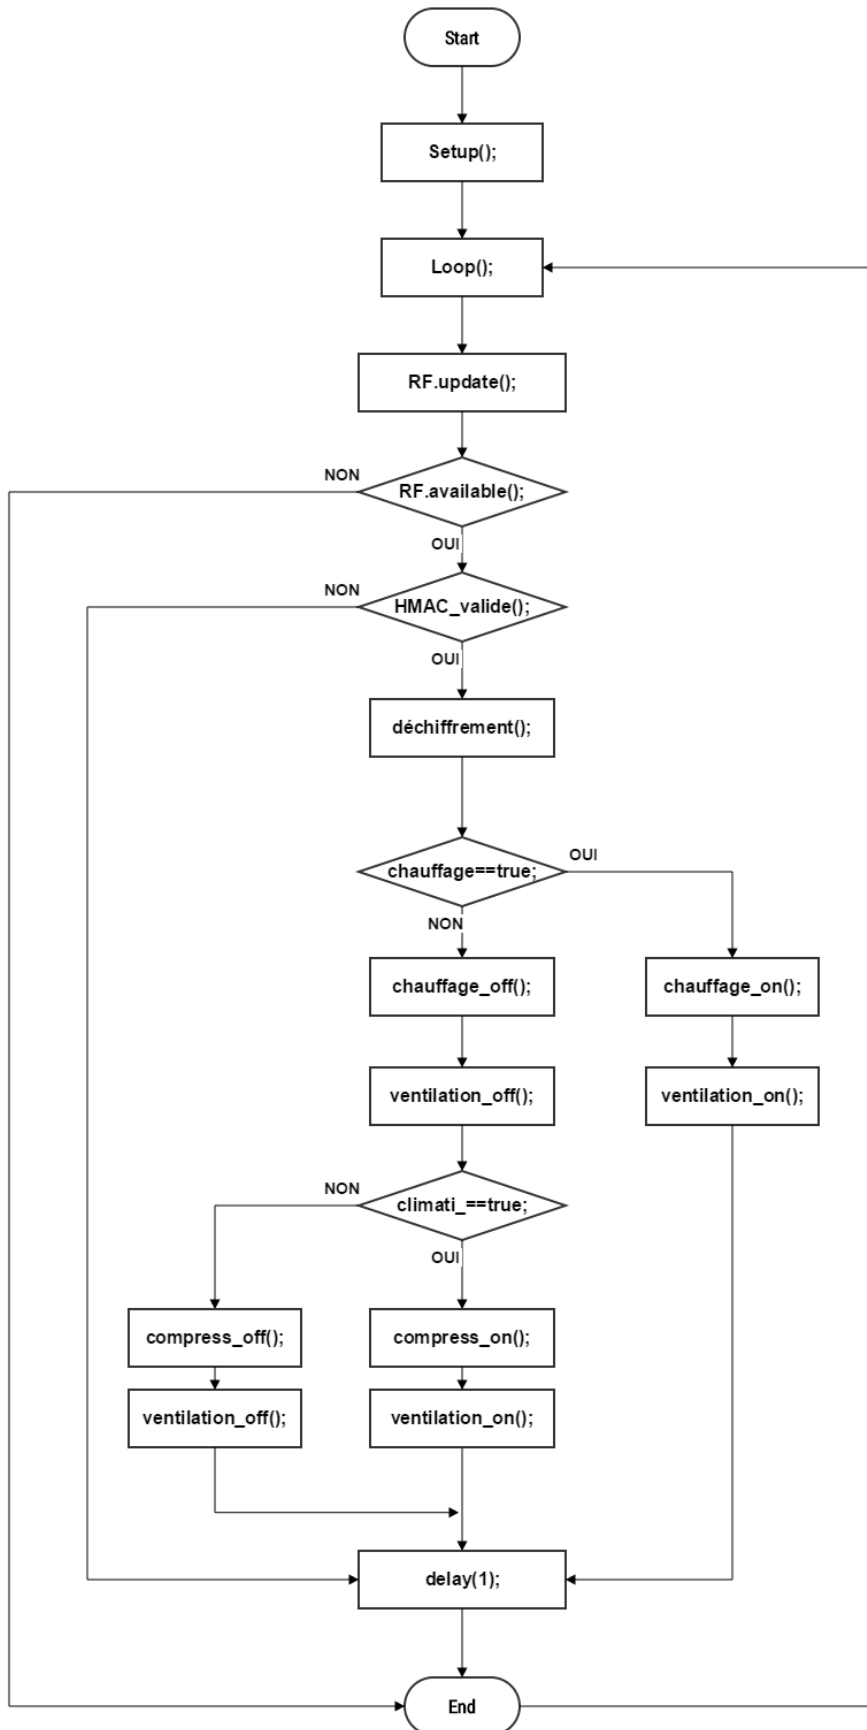 Start
Setup();
Loop();
RF.update();
NON
RF.available();
OUI
NON
HMAC_valide();
OUI
déchiffrement();
OUI
chauffage==true;
NON
chauffage_off();
chauffage_on();
ventilation_off();
ventilation_on();
NON
climati_==true;
OUI
compress_off();
compress_on();
ventilation_off();
ventilation_on();
delay(1);
End